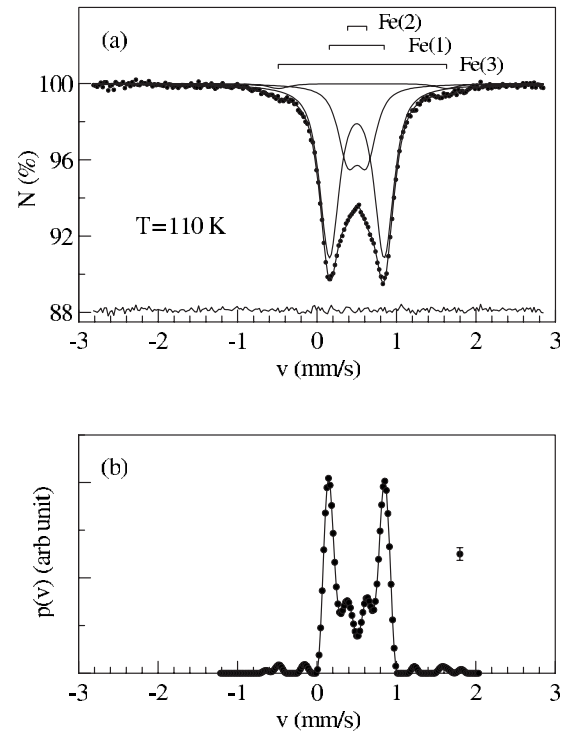 (a)
Fe(2)
Fe(1)
Fe(3)
100
96
92
88
N (%)
T=110 K
-3 -2 -1 0 1 2 3
v (mm/s)
(b)
p(v) (arb unit)
-3 -2 -1 0 1 2 3
v (mm/s)